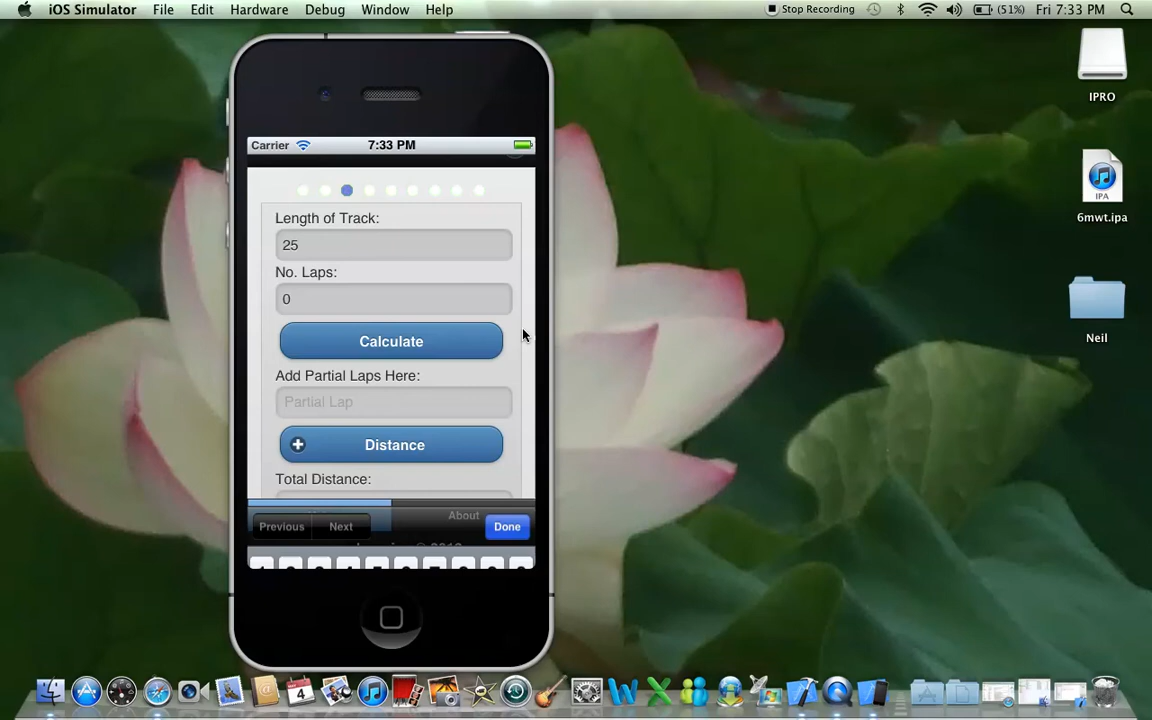 iOS Simulator File Edit Hardware Debug Window Help Stop Recording (51%) Fri 7:33 PM
IPRO
IPA
6mwt.ipa
Neil
Carrier 7:33 PM
Length of Track:
25
No. Laps:
0
Calculate
Add Partial Laps Here:
Partial Lap
Distance
Total Distance:
About
Previous Next Done
4